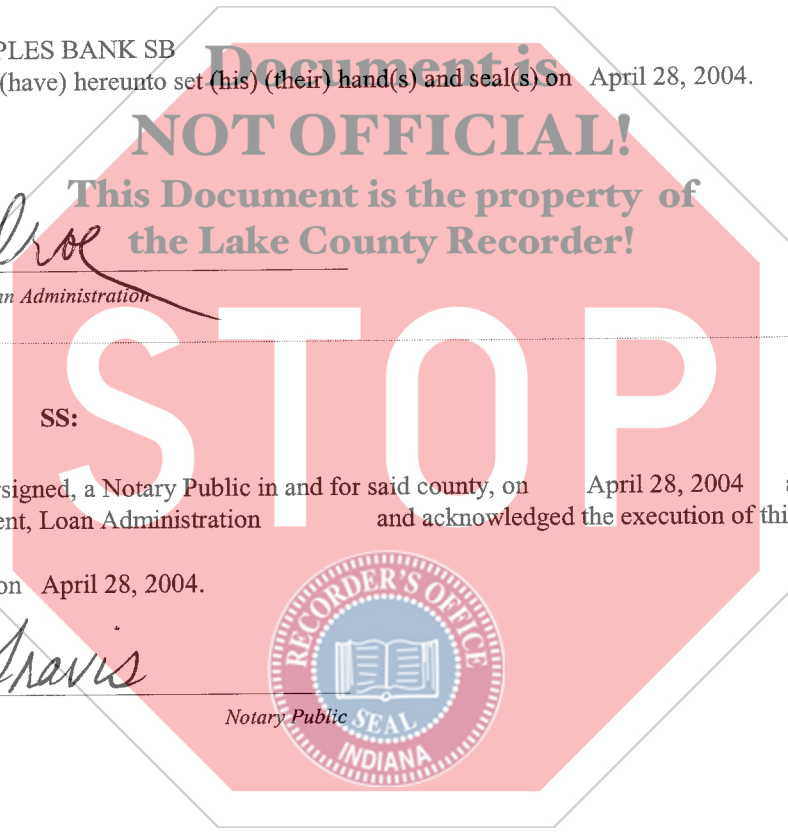 PLES BANK SB
Document is
(have) hereunto set (his) (their) hand(s) and seal(s) on April 28, 2004.
NOT OFFICIAL!
This Document is the property of
the Lake County Recorder!
an Administration
STOP
SS:
rsigned, a Notary Public in and for said county, on April 28, 2004 a
ent, Loan Administration and acknowledged the execution of thi
on April 28, 2004.
RECORDER'S OFFICE
Travis
Notary Public
SEAL
INDIANA